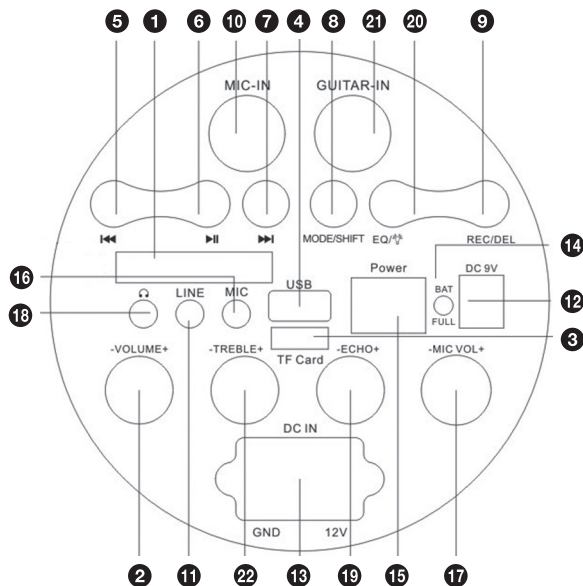 5 1 6 10 7 4 8 21 20 9
MIC-IN GUITAR-IN
MODE/SHIFT EQ/ REC/DEL
14
16 MIC USB Power BAT DC 9V
12
18 LINE FULL
3
TF Card
-VOLUME+ -TREBLE+ -ECHO+ -MIC VOL+
DC IN
GND 12V
2 11 22 13 19 15 17